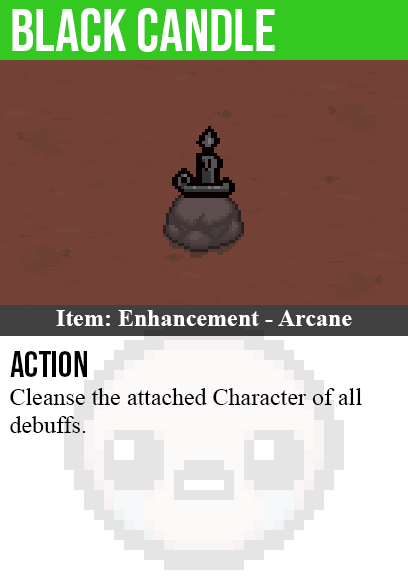 BLACK CANDLE
Item: Enhancement - Arcane
ACTION
Cleanse the attached Character of all
debuffs.